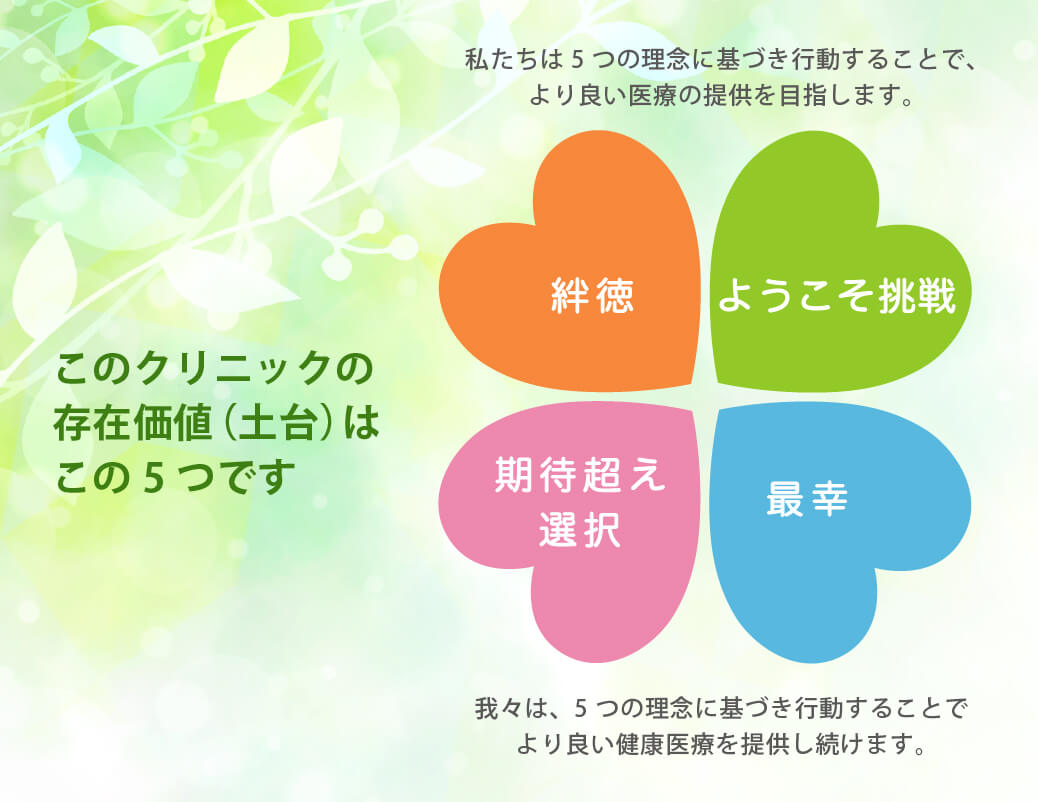 私たちは5つの理念に基づき行動することで、
より良い医療の提供を目指します。
絆徳
ようこそ挑戦
このクリニックの
存在価値（土台）は
この5つです
期待超え
選択
最幸
我々は、5つの理念に基づき行動することで
より良い健康医療を提供し続けます。